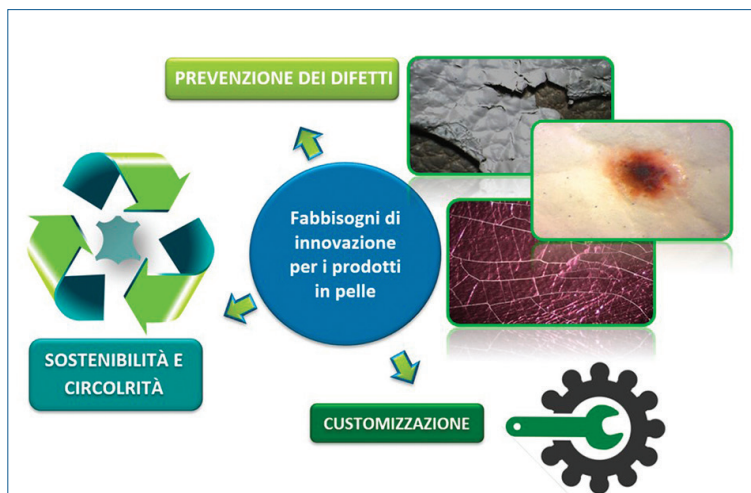 PREVENZIONE DEI DIFETTI
Fabbisogni di
innovazione
per i prodotti
in pelle
SOSTENIBILITÀ E
CIRCOLRITÀ
CUSTOMIZZAZIONE